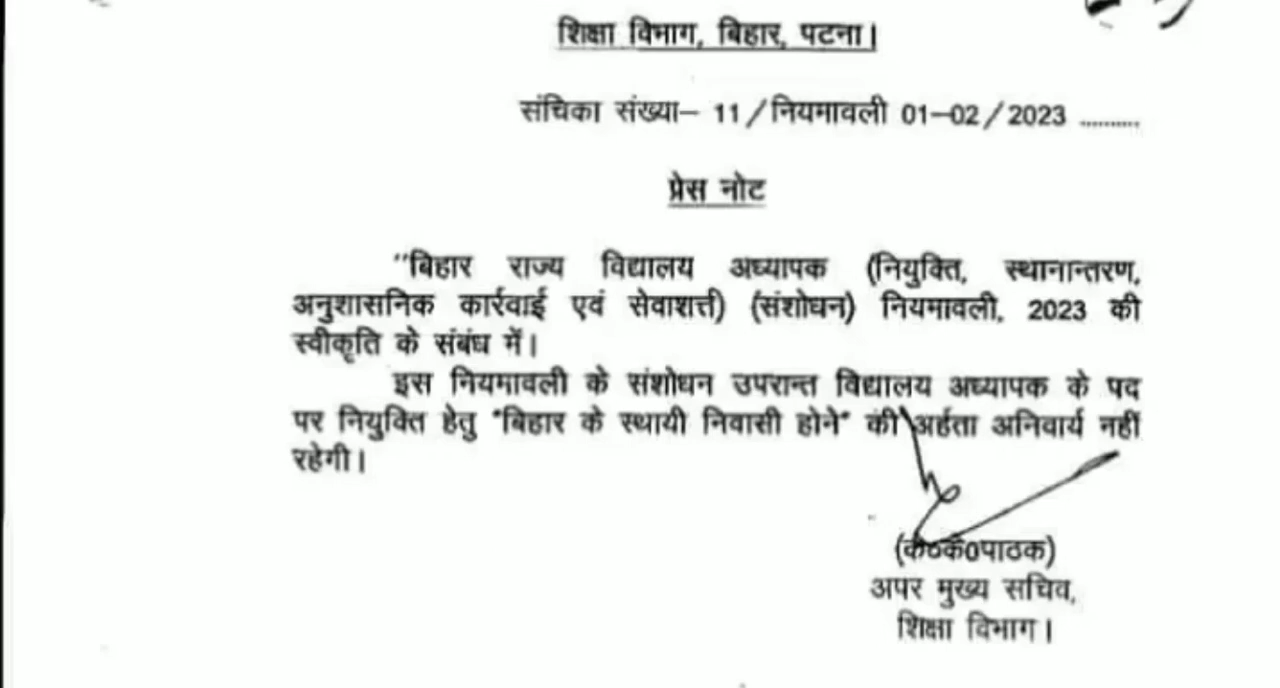 शिक्षा विभाग, बिहार, पटना।
संचिका संख्या– 11/नियमावली 01–02/2023 ..........
प्रेस नोट
“बिहार राज्य विद्यालय अध्यापक (नियुक्ति, स्थानान्तरण,
अनुशासनिक कार्रवाई एवं सेवाशर्त्त) (संशोधन) नियमावली, 2023 की
स्वीकृति के संबंध में।
इस नियमावली के संशोधन उपरान्त विद्यालय अध्यापक के पद
पर नियुक्ति हेतु "बिहार के स्थायी निवासी होने" की अर्हता अनिवार्य नहीं
रहेगी।
(के०के०पाठक)
अपर मुख्य सचिव,
शिक्षा विभाग।